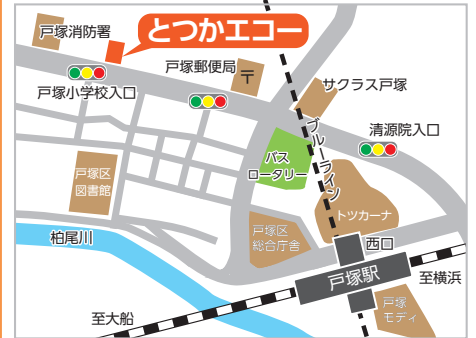 戸塚消防署
とつかエコー
戸塚郵便局
〒
戸塚小学校入口
サクラス戸塚
清源院入口
ブルーライン
バス
ロータリー
戸塚区
図書館
トツカーナ
戸塚区
総合庁舎
柏尾川
西口
戸塚駅
至横浜
至大船
戸塚
モディ